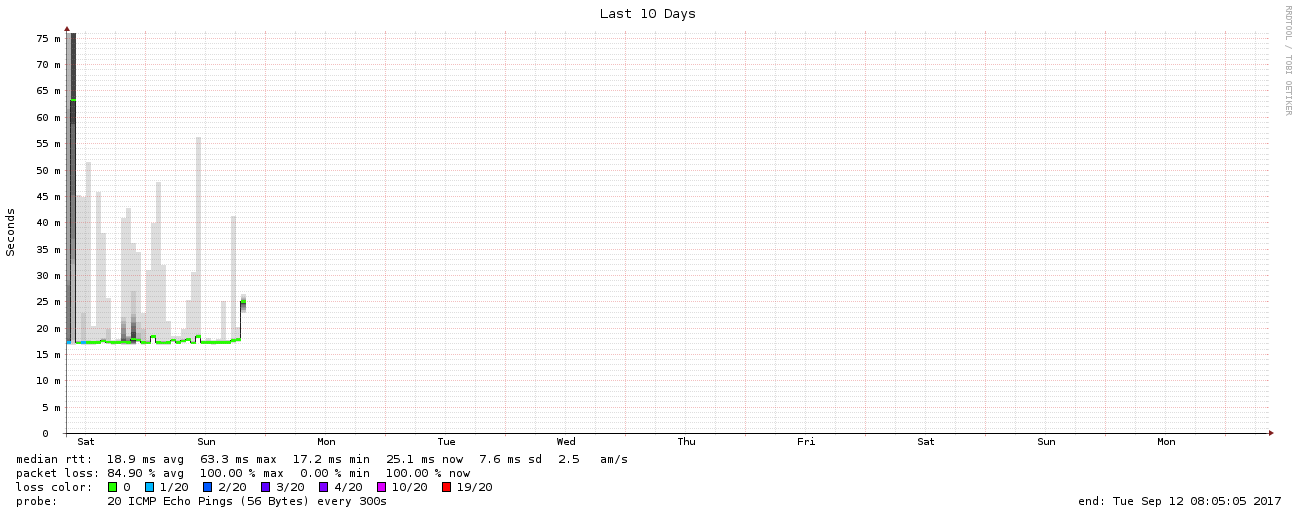 Last 10 Days
RRDTOOL / TOBI OETIKER
Seconds
75 m
70 m
65 m
60 m
55 m
50 m
45 m
40 m
35 m
30 m
25 m
20 m
15 m
10 m
5 m
0
Sat Sun Mon Tue Wed Thu Fri Sat Sun Mon
median rtt: 18.9 ms avg 63.3 ms max 17.2 ms min 25.1 ms now 7.6 ms sd 2.5 am/s
packet loss: 84.90 % avg 100.00 % max 0.00 % min 100.00 % now
loss color: 0 1/20 2/20 3/20 4/20 10/20 19/20
probe: 20 ICMP Echo Pings (56 Bytes) every 300s end: Tue Sep 12 08:05:05 2017